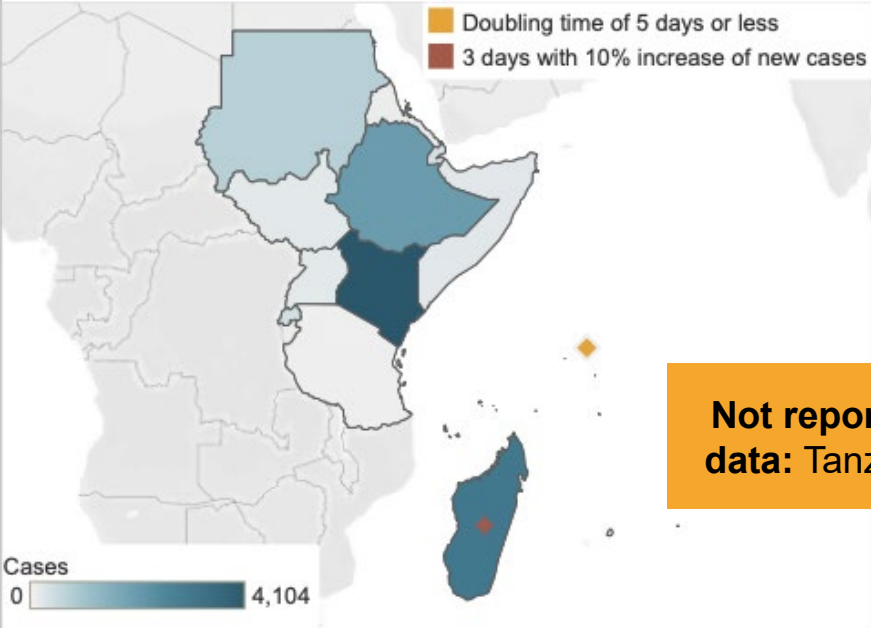 Doubling time of 5 days or less
3 days with 10% increase of new cases
Not repor
data: Tanz
Cases
0 4,104